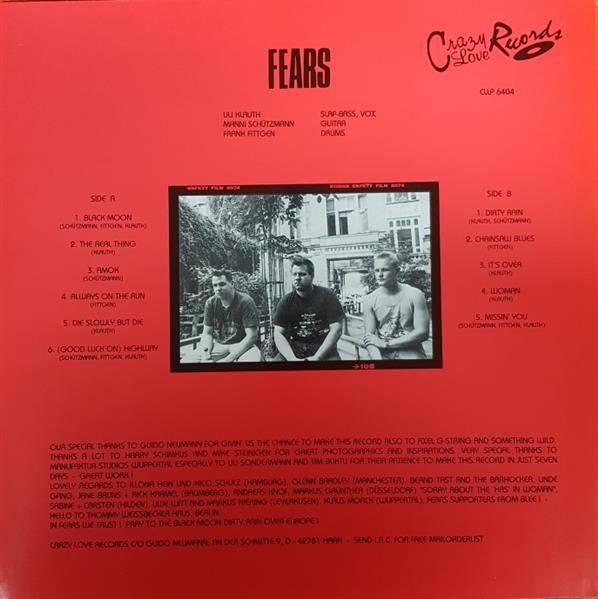 FEARS
Crazy Love Records
CLLP 6404
ULI KLAUTH SLAP-BASS, VOX
MANNI SCHÜTZMANN GUITAR
FRANK FITTGEN DRUMS
SIDE A
1. BLACK MOON
(SCHÜTZMANN, FITTGEN, KLAUTH)
2. THE REAL THING
(KLAUTH)
3. AMOK
(SCHÜTZMANN)
4. ALWAYS ON THE RUN
(FITTGEN)
5. DIE SLOWLY BUT DIE
(KLAUTH)
6. (GOOD LUCK ON) HIGHWAY
(SCHÜTZMANN, FITTGEN, KLAUTH)
SAFETY FILM 5074
KODAK SAFETY FILM 5074
→10
SIDE B
1. DIRTY RAIN
(KLAUTH, SCHÜTZMANN)
2. CHAINSAW BLUES
(FITTGEN)
3. IT'S OVER
(KLAUTH)
4. WOMAN
(KLAUTH)
5. MISSIN' YOU
(SCHÜTZMANN, FITTGEN, KLAUTH)
OUR SPECIAL THANKS TO GUIDO NEUMANN FOR GIVIN' US THE CHANCE TO MAKE THIS RECORD ALSO TO AXEL G-STRING AND SOMETHING WILD.
THANKS A LOT TO HARRY SCHIMKUS AND MIKE STEINIGEN FOR GREAT PHOTOGRAPHICS AND INSPIRATIONS. VERY SPECIAL THANKS TO
MANUFAKTUR-STUDIOS WUPPERTAL ESPECIALLY TO ULI SONDERMANN AND TIM BUKTU FOR THEIR PATIENCE TO MAKE THIS RECORD IN JUST SEVEN
DAYS - GREAT WORK !
LOVELY REGARDS TO ILLONA HEIN UND NICO SCHULZ (HAMBURG), GLENN BRADLEY (MANCHESTER), BERND TAST AND THE BARHOCKER, LINDE
GANG, JANE BRUNS + RICK KARMEL (BAUMBERG), ANDREAS KNOF, MARKUS GÜNTHER (DÜSSELDORF) "SORRY ABOUT THE 'HAS' IN WOMAN",
SABINE + CARSTEN (HILDEN), UWE WITT AND MARKUS NIERING (LEVERKUSEN), KLAUS MORACK (WUPPERTAL), FEARS SUPPORTERS FROM BLEE ! -
HELLO TO THOMMY WEISSBECKER HAUS, BERLIN
IN FEARS WE TRUST ! PRAY TO THE BLACK MOON DIRTY RAIN OVER EUROPE !
CRAZY LOVE RECORDS C/O GUIDO NEUMANN: AN DER SCHMITTE 9, D - 42781 HAAN - SEND I.R.C. FOR FREE MAILORDERLIST